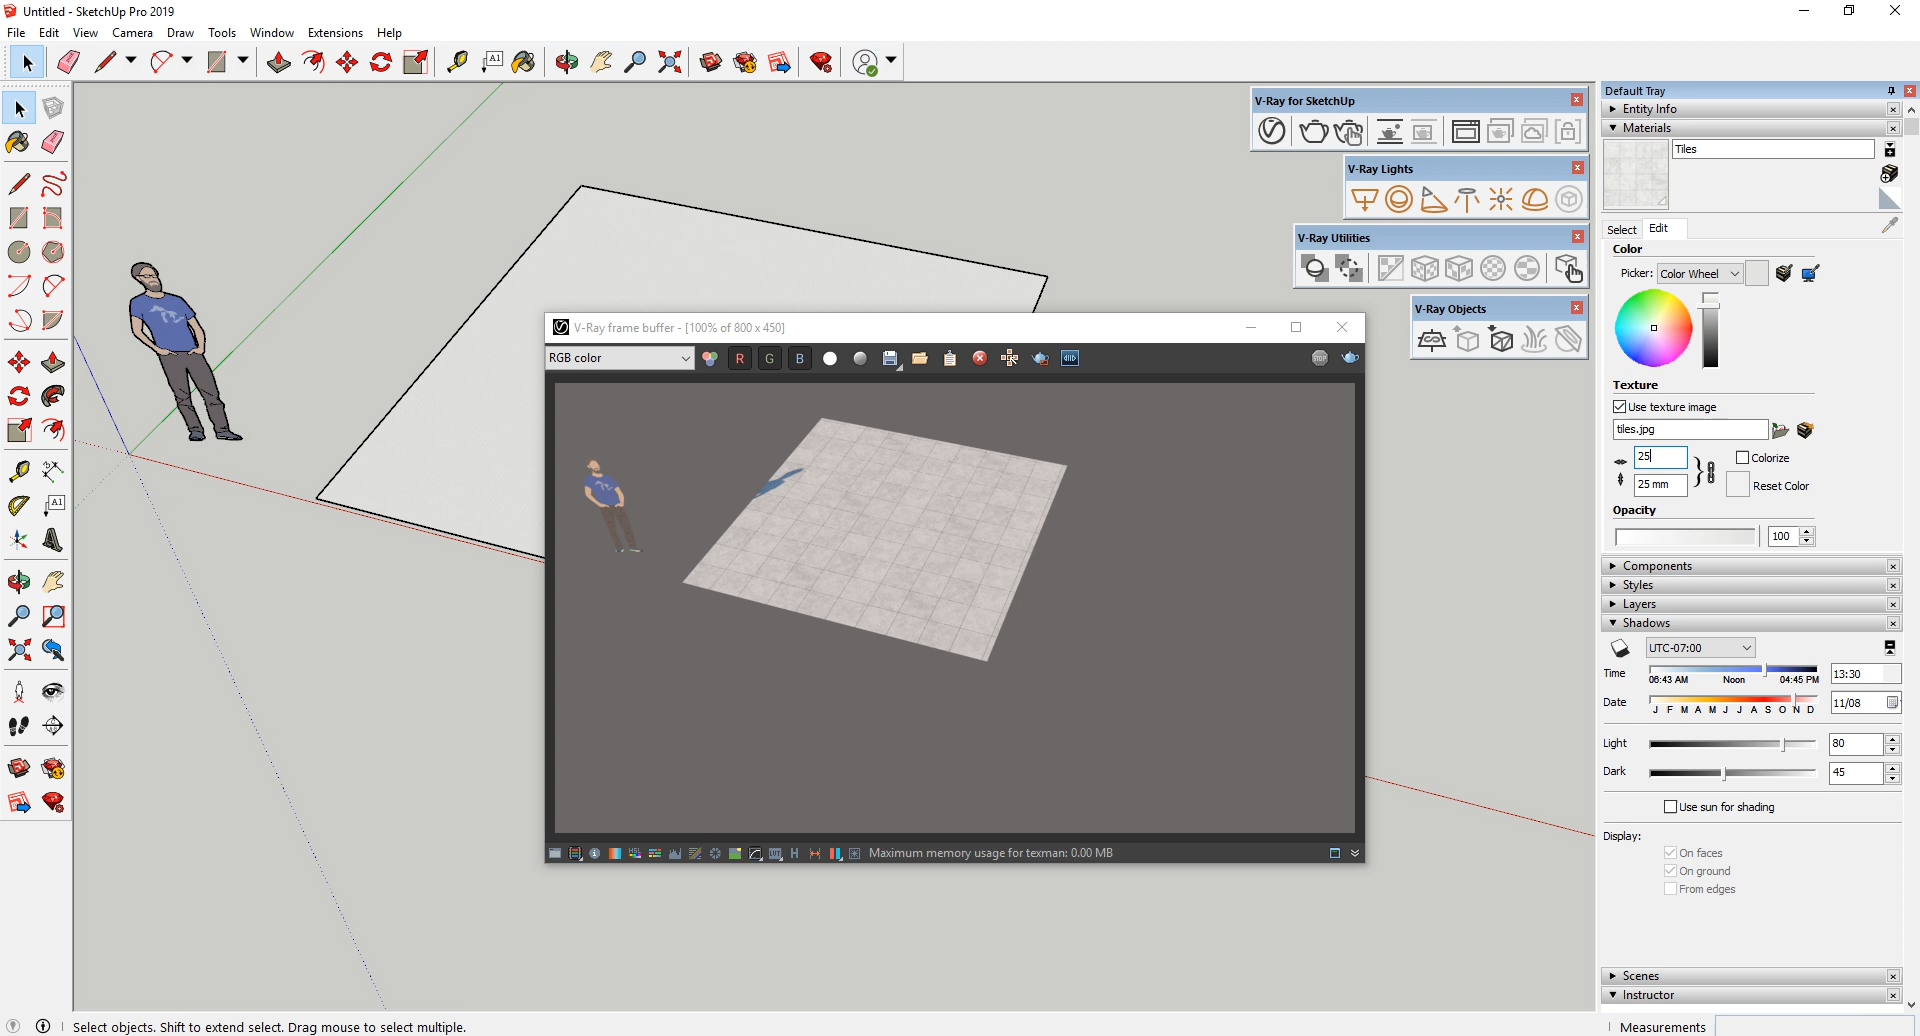 Untitled - SketchUp Pro 2019
File Edit View Camera Draw Tools Window Extensions Help
A1
V-Ray for SketchUp
V-Ray Lights
V-Ray Utilities
V-Ray Objects
A1
V-Ray frame buffer - [100% of 800 x 450]
RGB color
R G B
STOP
HSL
LUT
H
Maximum memory usage for texman: 0.00 MB
Default Tray
Entity Info
Materials
Tiles
Select Edit
Color
Picker: Color Wheel
Texture
Use texture image
tiles.jpg
25
Colorize
25 mm
Reset Color
Opacity
100
Components
Styles
Layers
Shadows
UTC-07:00
Time
06:43 AM Noon 04:45 PM
13:30
Date
J F M A M J J A S O N D
11/08
Light
80
Dark
45
Use sun for shading
Display:
On faces
On ground
From edges
Scenes
Instructor
Select objects. Shift to extend select. Drag mouse to select multiple.
Measurements